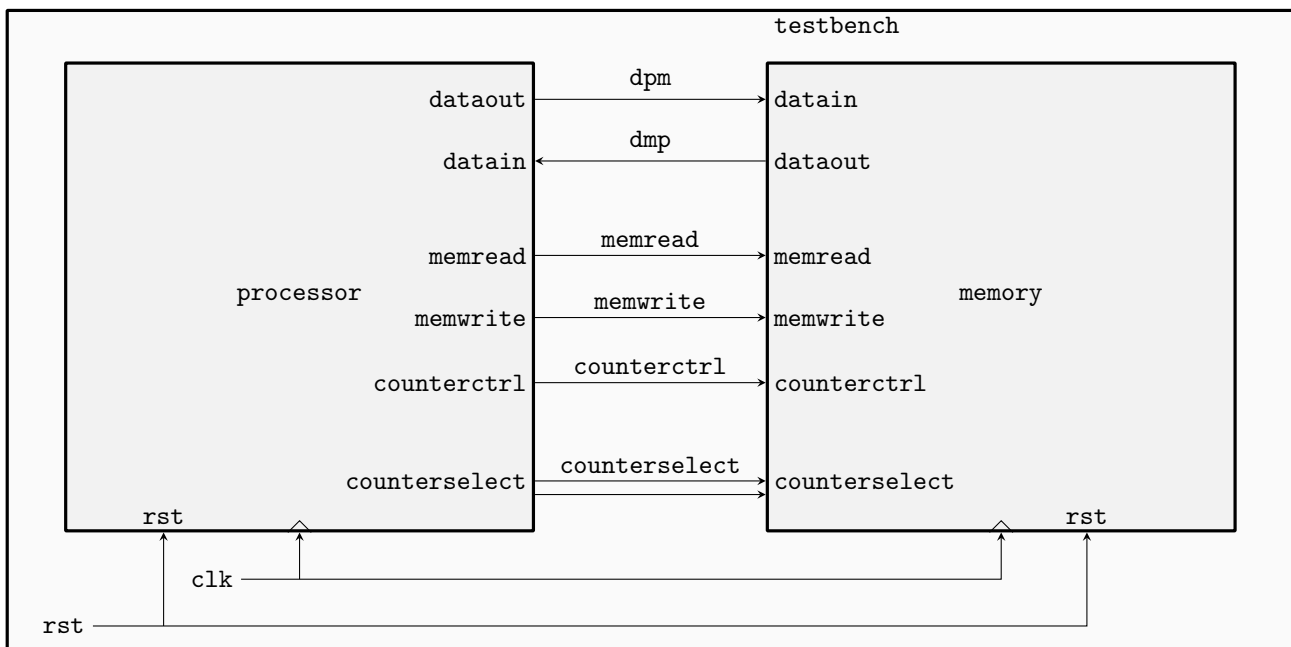 testbench
dataout dpm datain
datain dmp dataout
memread memread memread
processor memory
memwrite memwrite memwrite
counterctrl counterctrl counterctrl
counterselect counterselect counterselect
rst rst
clk
rst